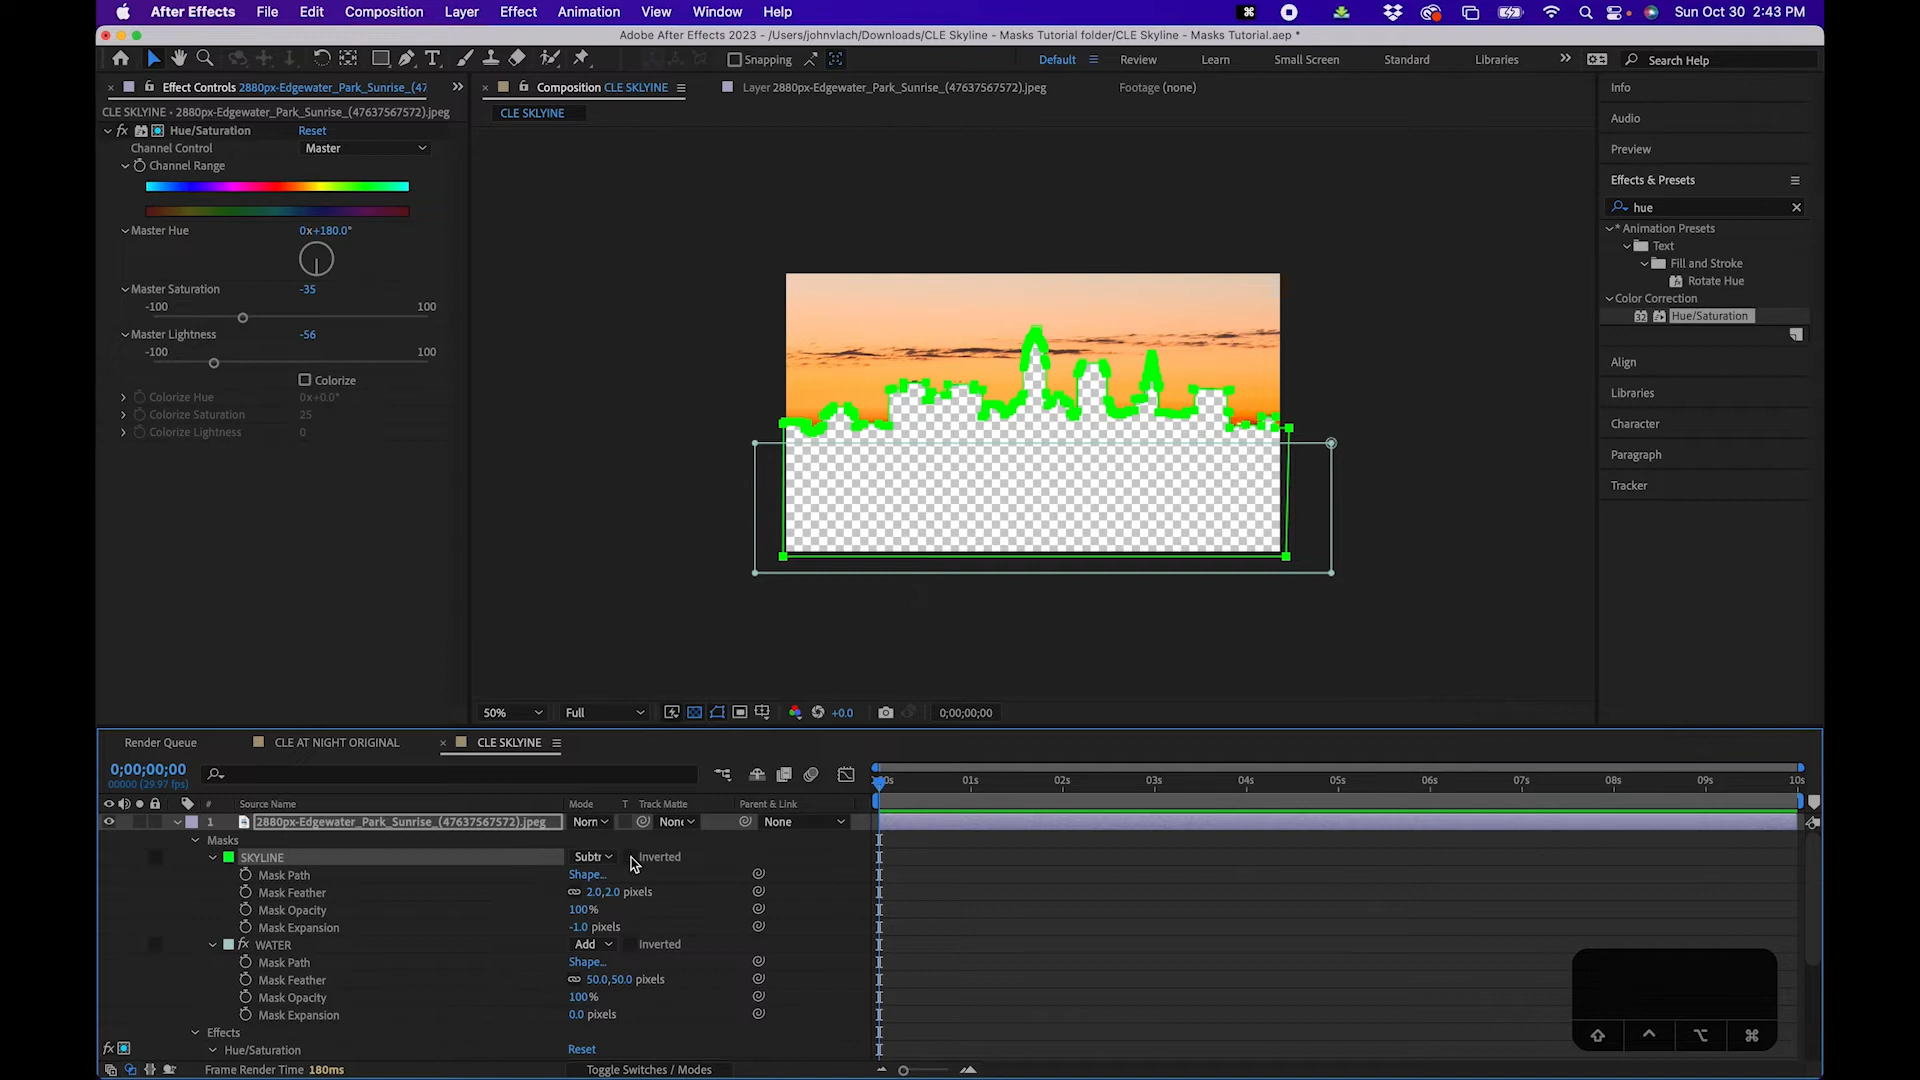 After Effects File Edit Composition Layer Effect Animation View Window Help Sun Oct 30 2:43 PM
Adobe After Effects 2023 - /Users/johnvlach/Downloads/CLE Skyline - Masks Tutorial folder/CLE Skyline - Masks Tutorial.aep *
Snapping Default Review Learn Small Screen Standard Libraries Search Help
Effect Controls 2880px-Edgewater_Park_Sunrise_(47 Composition CLE SKLYINE Layer 2880px-Edgewater_Park_Sunrise_(47637567572).jpeg Footage (none) Info
CLE SKLYINE • 2880px-Edgewater_Park_Sunrise_(47637567572).jpeg CLE SKLYINE
Audio
fx Hue/Saturation Reset
Channel Control Master Preview
Channel Range
Effects & Presets
hue
Master Hue 0x+180.0°
* Animation Presets
Text
Fill and Stroke
Rotate Hue
Master Saturation -35
Color Correction
-100 100
32 Hue/Saturation
Master Lightness -56
-100 100
Align
Colorize
Libraries
Colorize Hue 0x+0.0°
Colorize Saturation 25
Character
Colorize Lightness 0
Paragraph
Tracker
50% Full +0.0 0;00;00;00
Render Queue CLE AT NIGHT ORIGINAL CLE SKLYINE
0;00;00;00
00000 (29.97 fps)
01s 02s 03s 04s 05s 06s 07s 08s 09s 10s
# Source Name Mode T Track Matte Parent & Link
1 2880px-Edgewater_Park_Sunrise_(47637567572).jpeg Norn None None
Masks
SKYLINE Subtr Inverted
Mask Path Shape...
Mask Feather 2.0,2.0 pixels
Mask Opacity 100%
Mask Expansion -1.0 pixels
fx WATER Add Inverted
Mask Path Shape...
Mask Feather 50.0,50.0 pixels
Mask Opacity 100%
Mask Expansion 0.0 pixels
Effects
fx Hue/Saturation Reset
Frame Render Time 180ms Toggle Switches / Modes